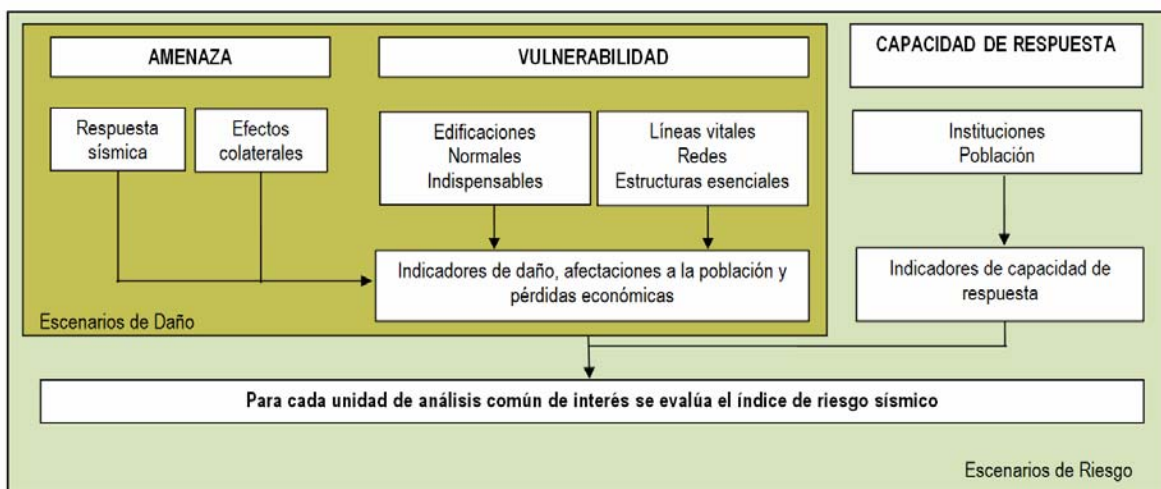 AMENAZA
VULNERABILIDAD
CAPACIDAD DE RESPUESTA
Respuesta
sísmica
Efectos
colaterales
Edificaciones
Normales
Indispensables
Líneas vitales
Redes
Estructuras esenciales
Instituciones
Población
Indicadores de daño, afectaciones a la población y
pérdidas económicas
Indicadores de capacidad de
respuesta
Escenarios de Daño
Para cada unidad de análisis común de interés se evalúa el índice de riesgo sísmico
Escenarios de Riesgo